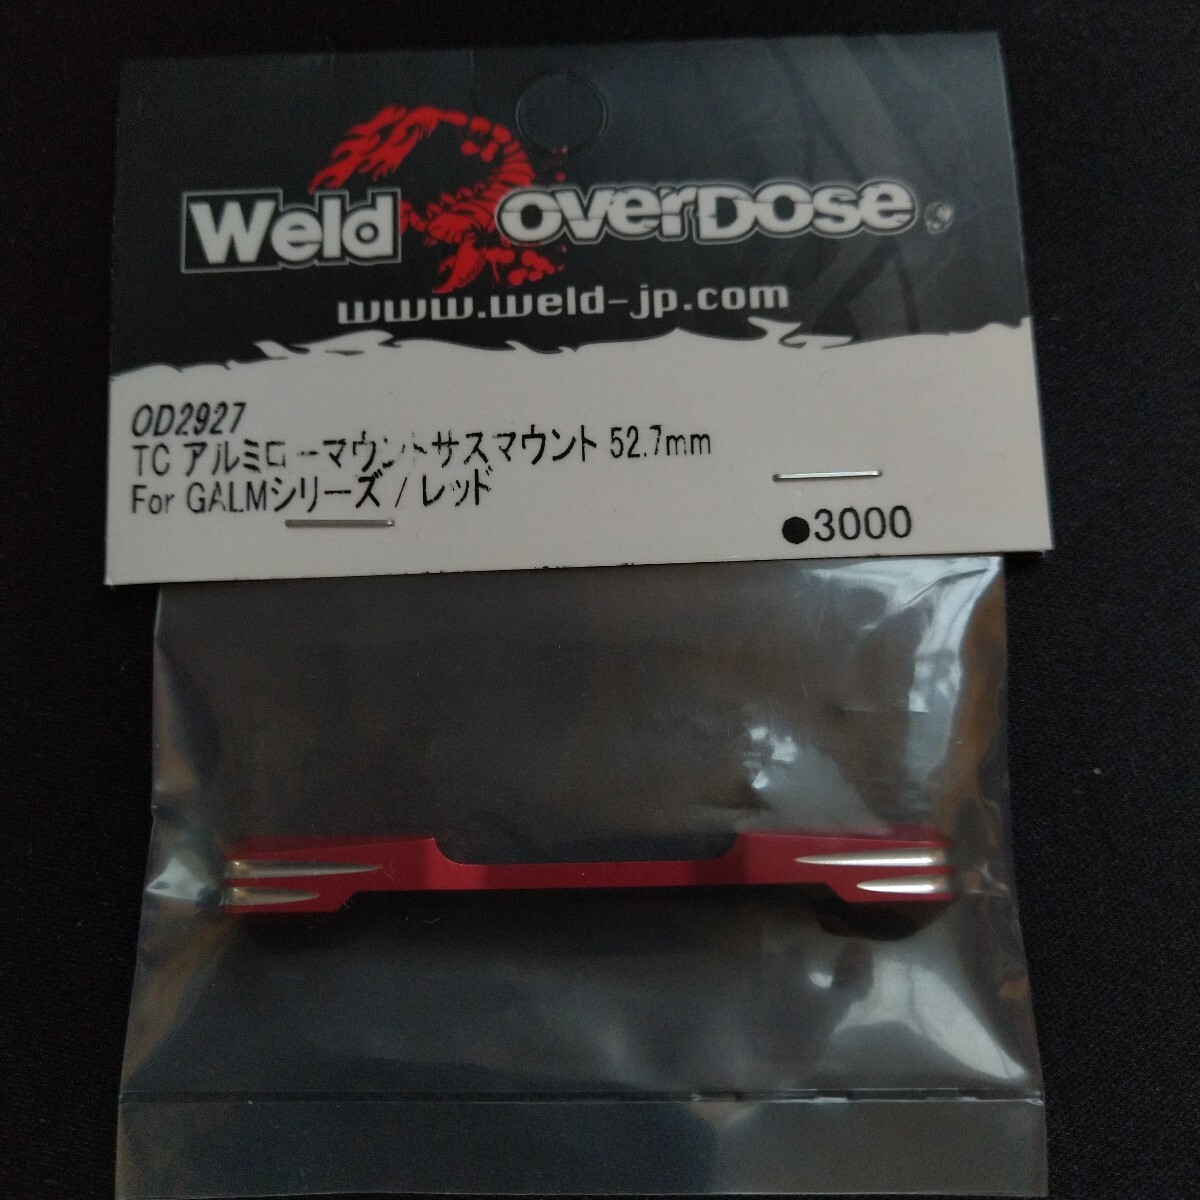 Weld OVERDOSE
www.weld-jp.com
OD2927
TC アルミローマウントサスマウント 52.7mm
For GALMシリーズ / レッド
●3000